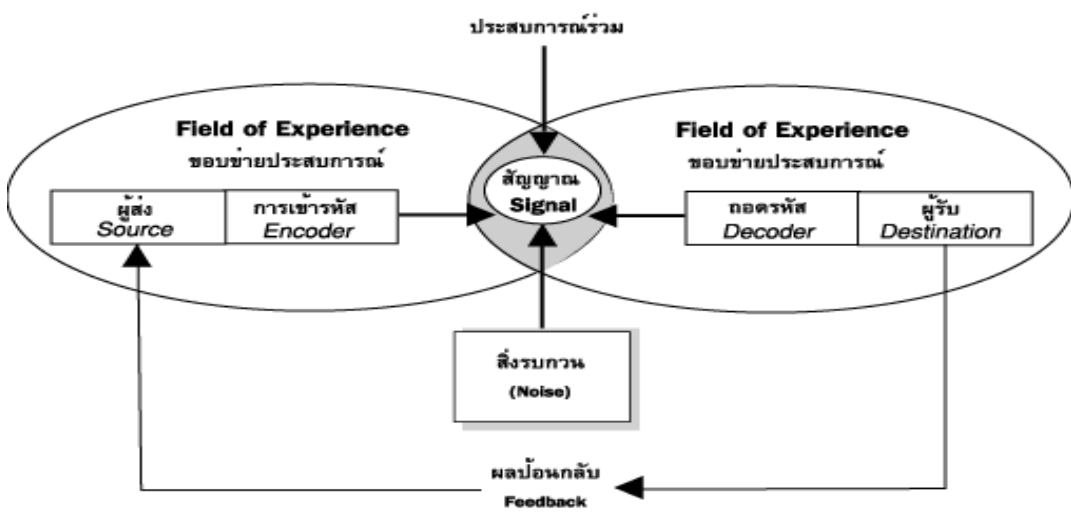 ประสบการณ์ร่วม
Field of Experience
ขอบข่ายประสบการณ์
ผู้ส่ง
Source
การเข้ารหัส
Encoder
สัญญาณ
Signal
Field of Experience
ขอบข่ายประสบการณ์
ถอดรหัส
Decoder
ผู้รับ
Destination
สิ่งรบกวน
(Noise)
ผลป้อนกลับ
Feedback